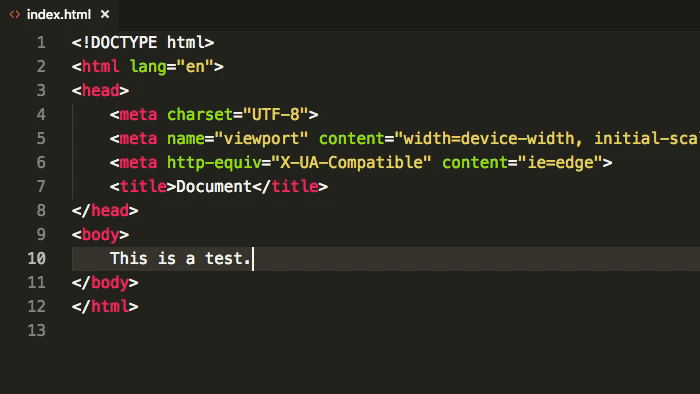 index.html ×
1 <!DOCTYPE html>
2 <html lang="en">
3 <head>
4     <meta charset="UTF-8">
5     <meta name="viewport" content="width=device-width, initial-sca
6     <meta http-equiv="X-UA-Compatible" content="ie=edge">
7     <title>Document</title>
8 </head>
9 <body>
10     This is a test.
11 </body>
12 </html>
13